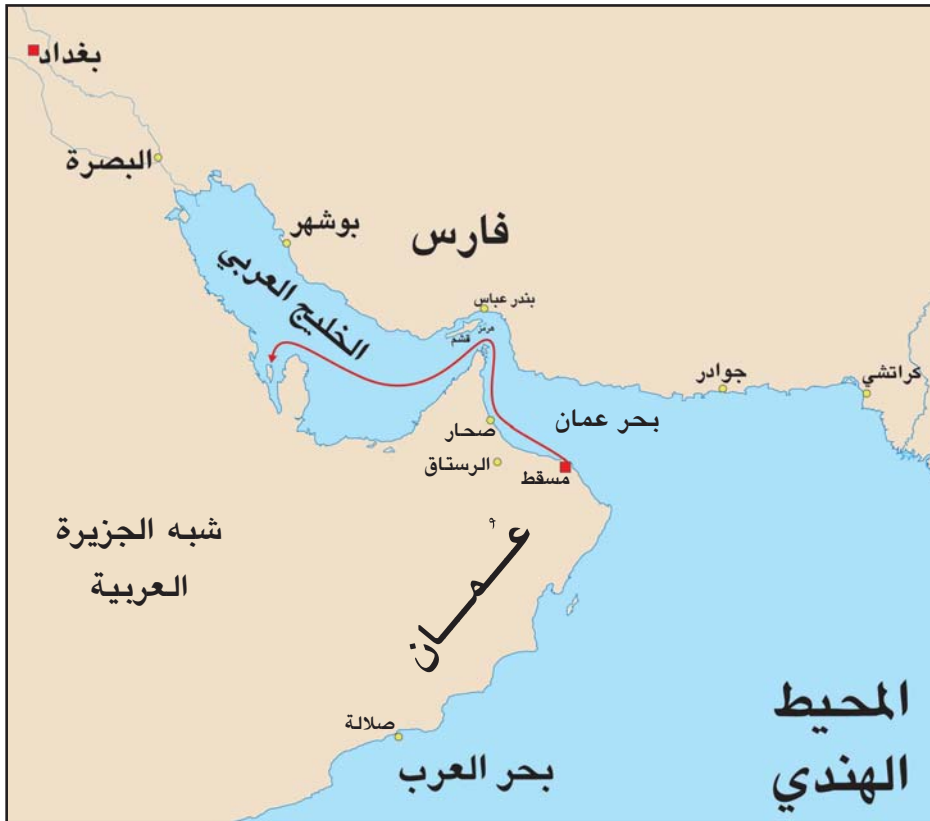 بغداد
البصرة
بوشهر
فارس
الخليج العربي
بندر عباس
هرمز
قشم
جوادر
كراتشي
صحار
بحر عمان
الرستاق
مسقط
عُـمـــان
شبه الجزيرة
العربية
صلالة
بحر العرب
المحيط
الهندي